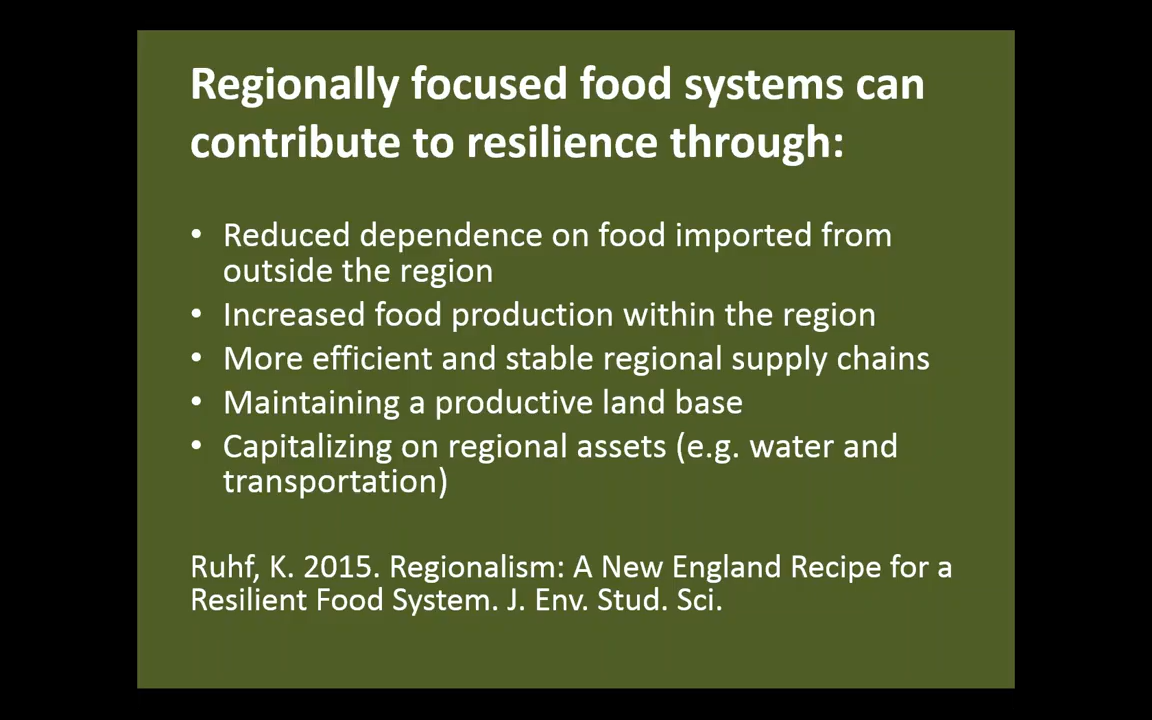 Regionally focused food systems can
contribute to resilience through:
• Reduced dependence on food imported from
outside the region
• Increased food production within the region
• More efficient and stable regional supply chains
• Maintaining a productive land base
• Capitalizing on regional assets (e.g. water and
transportation)
Ruhf, K. 2015. Regionalism: A New England Recipe for a
Resilient Food System. J. Env. Stud. Sci.